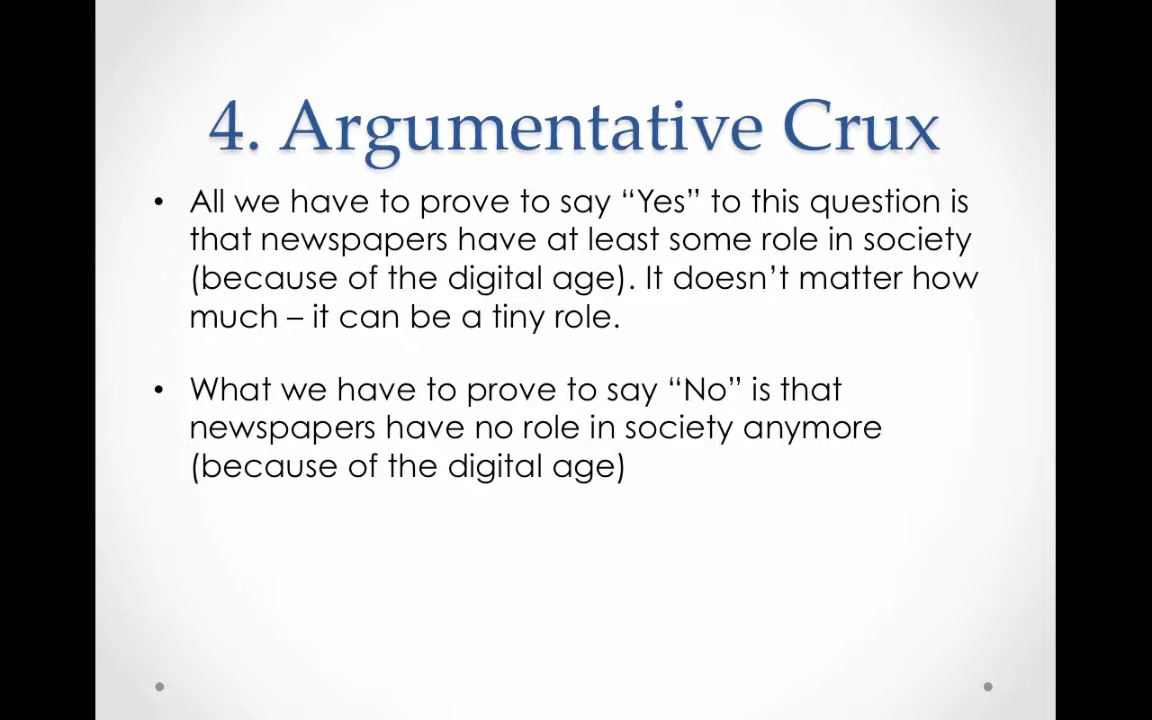 4. Argumentative Crux
• All we have to prove to say “Yes” to this question is
that newspapers have at least some role in society
(because of the digital age). It doesn’t matter how
much – it can be a tiny role.
• What we have to prove to say “No” is that
newspapers have no role in society anymore
(because of the digital age)